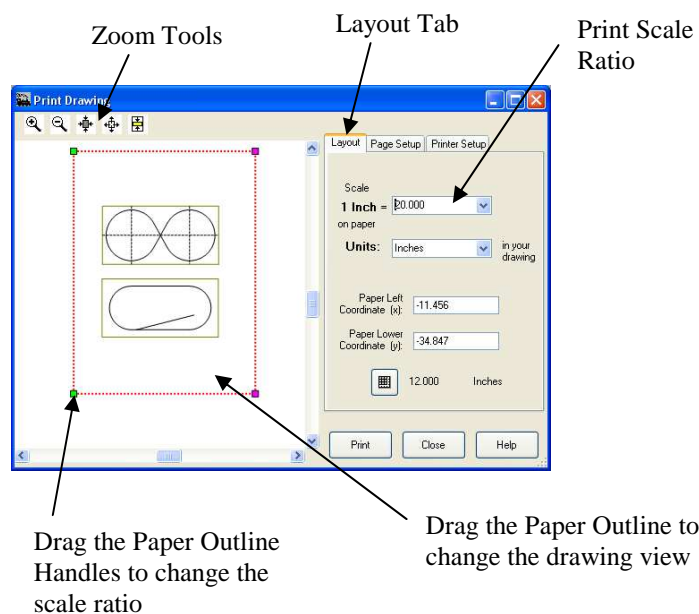 Zoom Tools
Layout Tab
Print Scale
Ratio
Print Drawing
Layout
Page Setup
Printer Setup
Scale
1 Inch = 20.000
on paper
Units: Inches
in your
drawing
Paper Left
Coordinate (x): -11.456
Paper Lower
Coordinate (y): -34.847
12.000 Inches
Print
Close
Help
Drag the Paper Outline
Handles to change the
scale ratio
Drag the Paper Outline to
change the drawing view